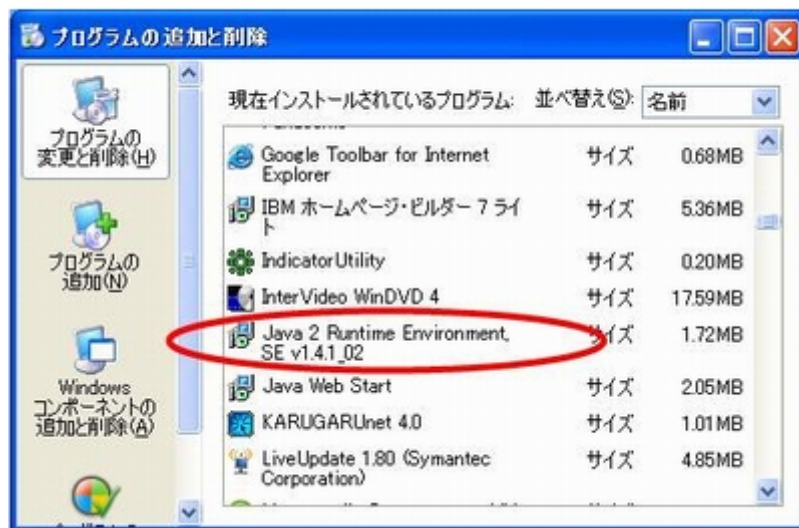 プログラムの追加と削除
プログラムの
変更と削除(H)
プログラムの
追加(N)
Windows
コンポーネントの
追加と削除(A)
現在インストールされているプログラム: 並べ替え(S): 名前
Google Toolbar for Internet
Explorer サイズ 0.68MB
IBM ホームページ・ビルダー 7 ライ
ト サイズ 5.36MB
IndicatorUtility サイズ 0.20MB
InterVideo WinDVD 4 サイズ 17.59MB
Java 2 Runtime Environment,
SE v1.4.1_02 サイズ 1.72MB
Java Web Start サイズ 2.05MB
KARUGARUnet 4.0 サイズ 1.01MB
LiveUpdate 1.80 (Symantec
Corporation) サイズ 4.85MB